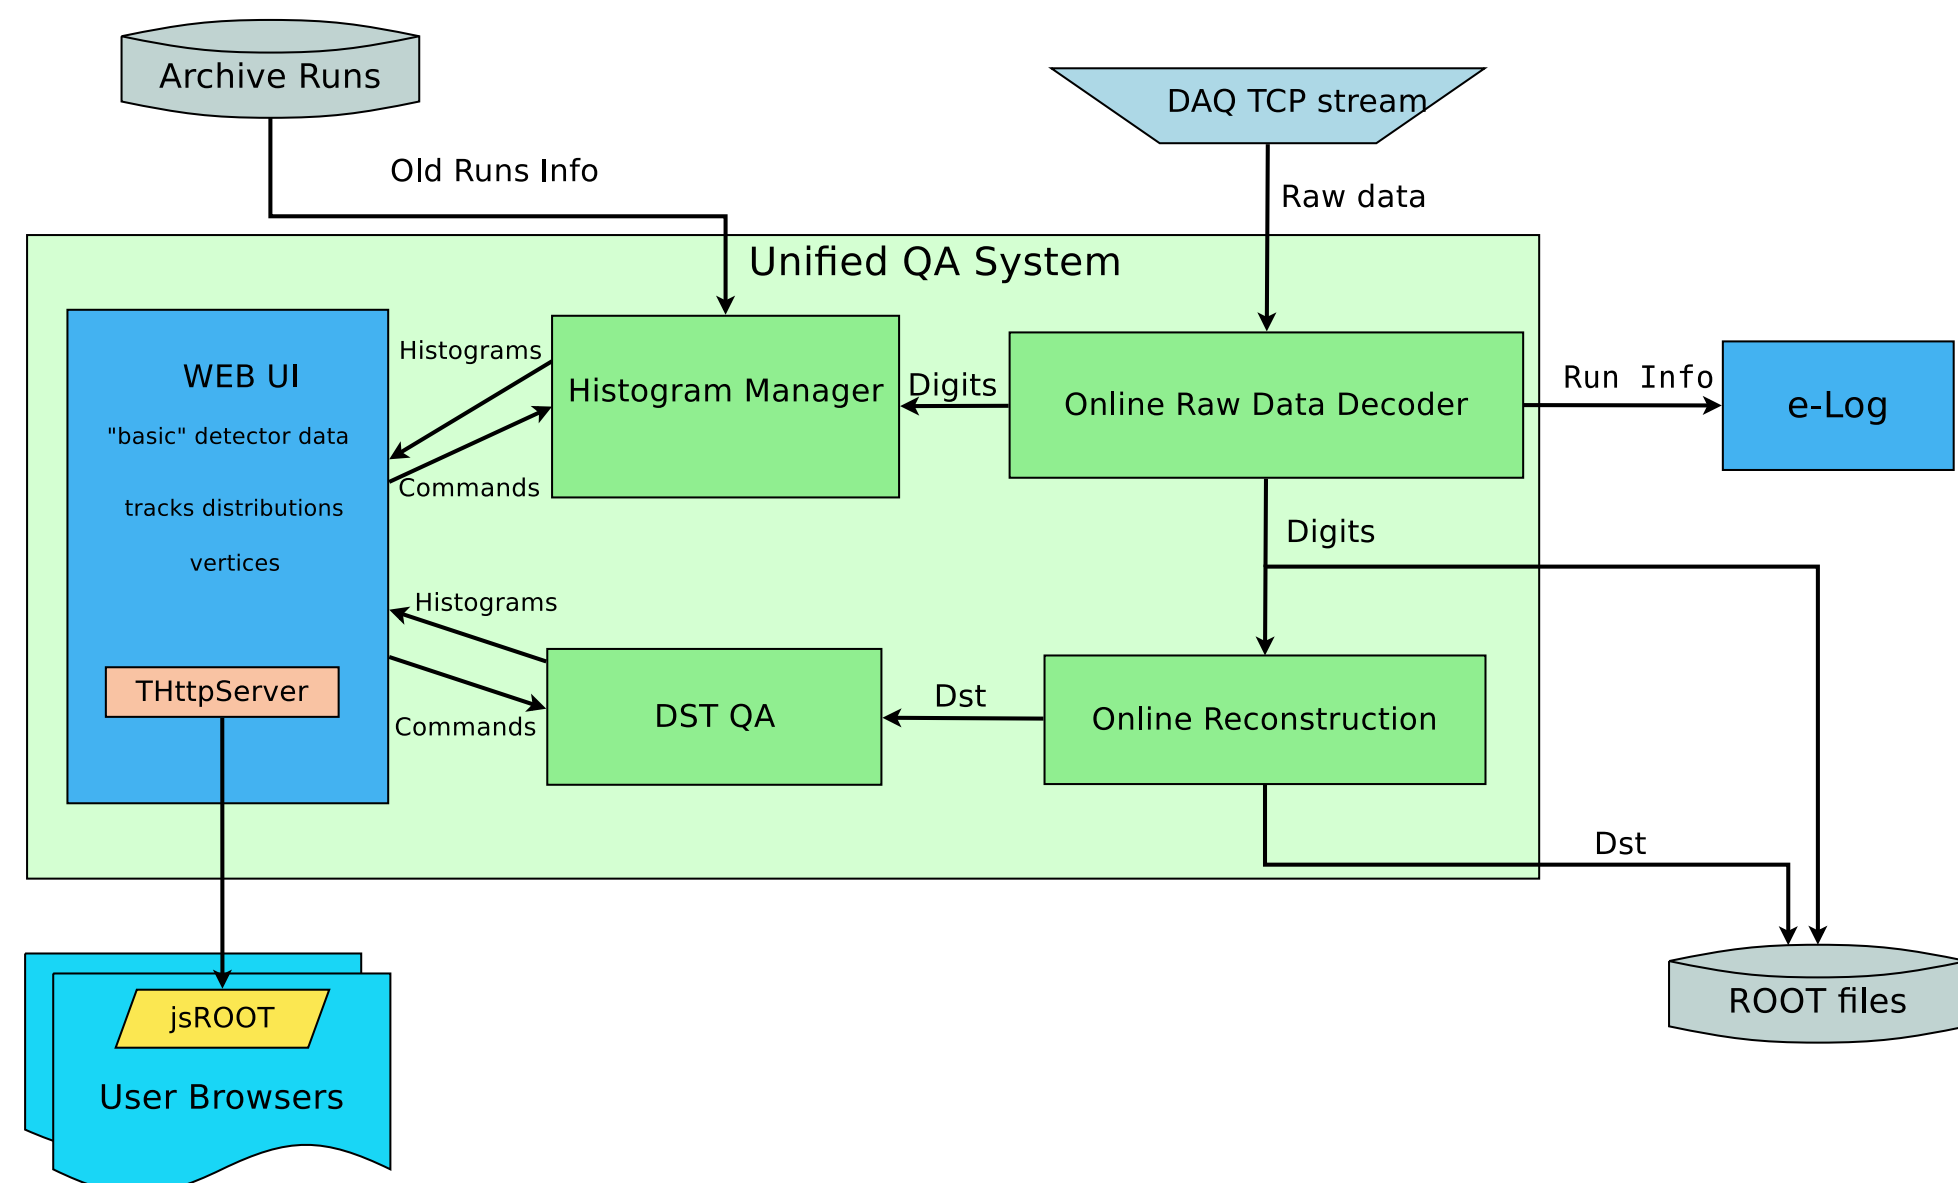 Archive Runs
DAQ TCP stream
Old Runs Info
Raw data
Unified QA System
WEB UI
"basic" detector data
tracks distributions
vertices
THttpServer
Histograms
Commands
Histogram Manager
Digits
Online Raw Data Decoder
Run Info
e-Log
Digits
Histograms
Commands
DST QA
Dst
Online Reconstruction
Dst
ROOT files
jsROOT
User Browsers